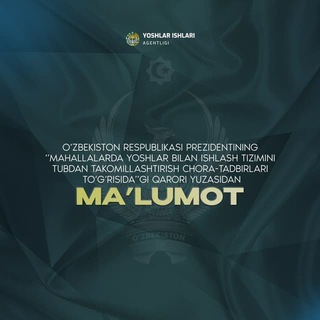 YOSHLAR ISHLARI
AGENTLIGI
O'ZBEKISTON RESPUBLIKASI PREZIDENTINING
"MAHALLALARDA YOSHLAR BILAN ISHLASH TIZIMINI
TUBDAN TAKOMILLASHTIRISH CHORA-TADBIRLARI
TO'G'RISIDA"GI QARORI YUZASIDAN
MA'LUMOT
O'ZBEKISTON